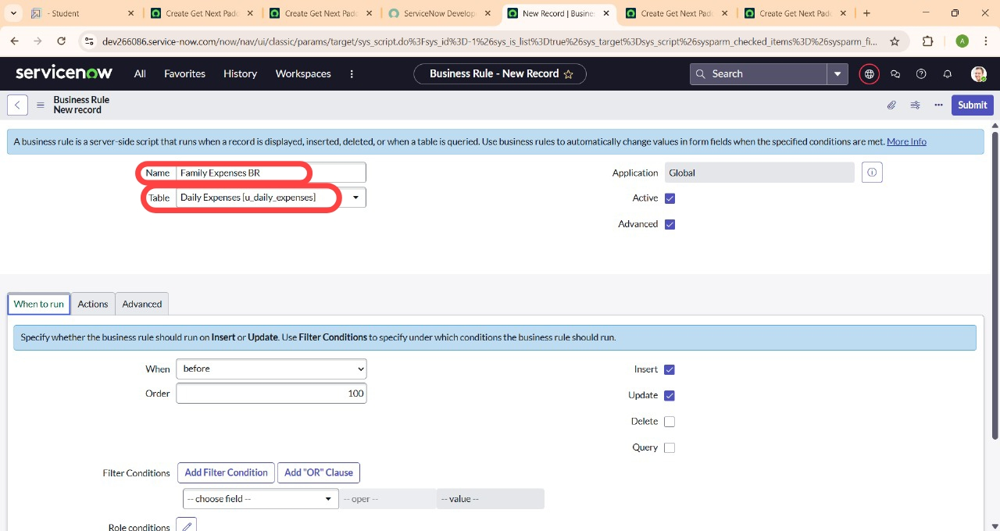 - Student
Create Get Next Pad
Create Get Next Pad
ServiceNow Develop
New Record | Busine
Create Get Next Pad
Create Get Next Pad
dev266086.service-now.com/now/nav/ui/classic/params/target/sys_script.do%3Fsys_id%3D-1%26sys_is_list%3Dtrue%26sys_target%3Dsys_script%26sysparm_checked_items%3D%26sysparm_fi...
A
servicenow
All
Favorites
History
Workspaces
Business Rule - New Record
Search
Business Rule
New record
Submit
A business rule is a server-side script that runs when a record is displayed, inserted, deleted, or when a table is queried. Use business rules to automatically change values in form fields when the specified conditions are met. More Info
Name Family Expenses BR
Application Global
Table Daily Expenses [u_daily_expenses]
Active
Advanced
When to run
Actions
Advanced
Specify whether the business rule should run on Insert or Update. Use Filter Conditions to specify under which conditions the business rule should run.
When before
Insert
Order 100
Update
Delete
Query
Filter Conditions Add Filter Condition Add "OR" Clause
-- choose field -- -- oper -- -- value --
Role conditions